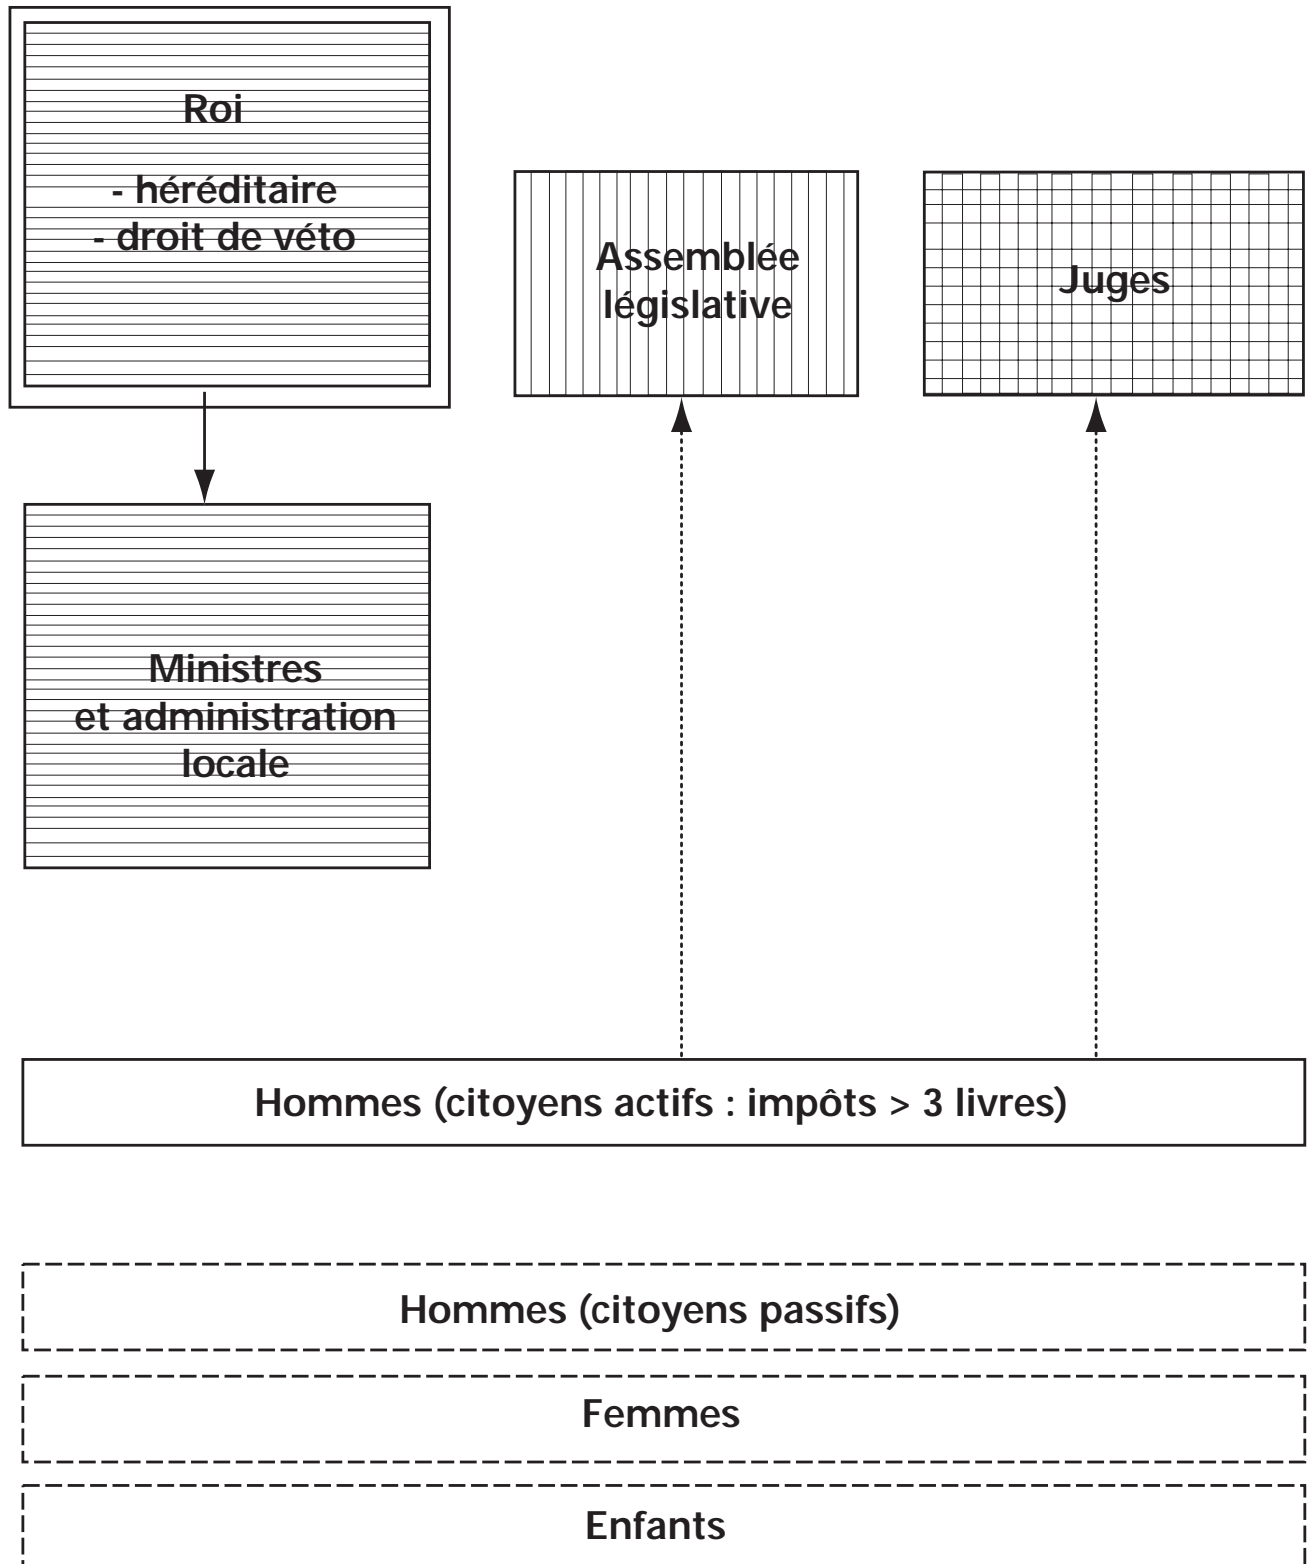 Roi
- héréditaire
- droit de véto
Assemblée
législative
Juges
Ministres
et administration
locale
Hommes (citoyens actifs : impôts > 3 livres)
Hommes (citoyens passifs)
Femmes
Enfants